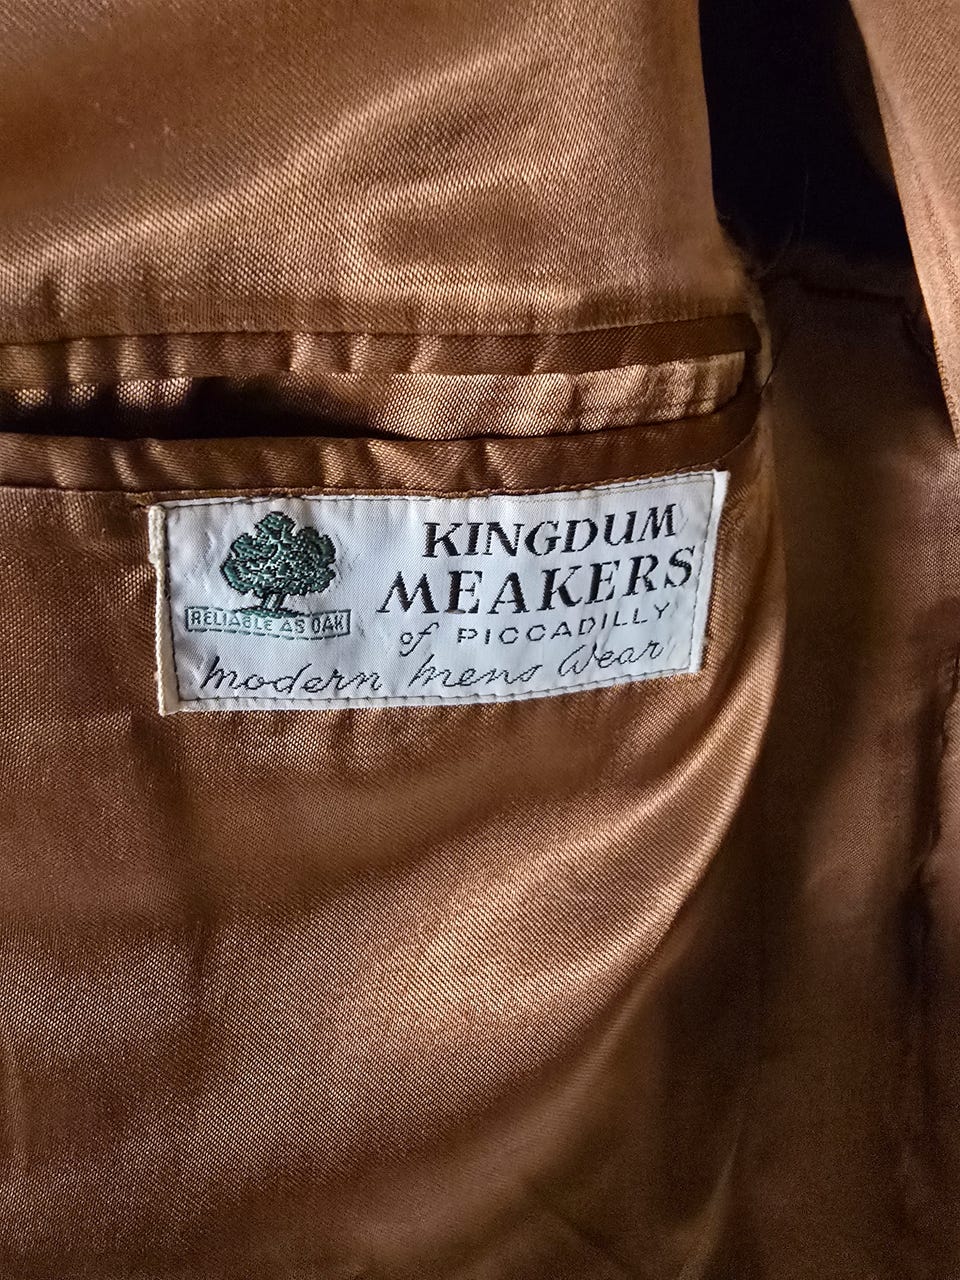 KINGDUM
MEAKERS
of PICCADILLY
RELIABLE AS OAK
modern mens Wear